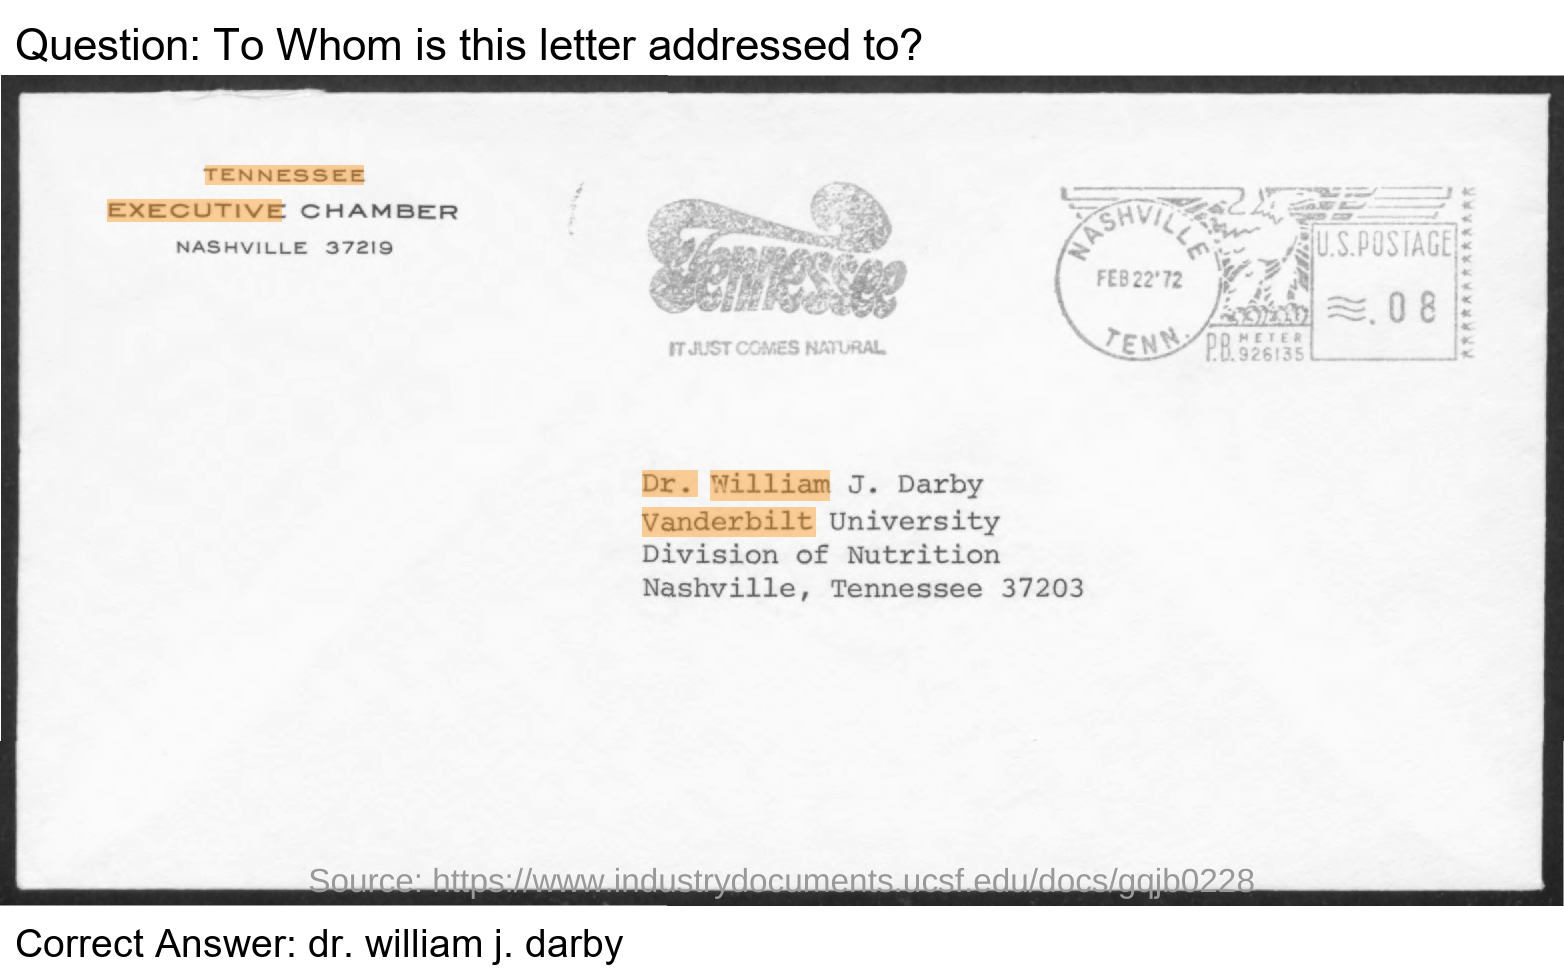 Question: To Whom is this letter addressed to?
TENNESSEE
EXECUTIVE CHAMBER
NASHVILLE 37219
Tennessee
IT JUST COMES NATURAL
NASHVILLE
FEB 22'72
TENN.
U.S.POSTAGE
.08
P.B. METER
926135
Dr. William J. Darby
Vanderbilt University
Division of Nutrition
Nashville, Tennessee 37203
Source: https://www.industrydocuments.ucsf.edu/docs/gqjb0228
Correct Answer: dr. william j. darby